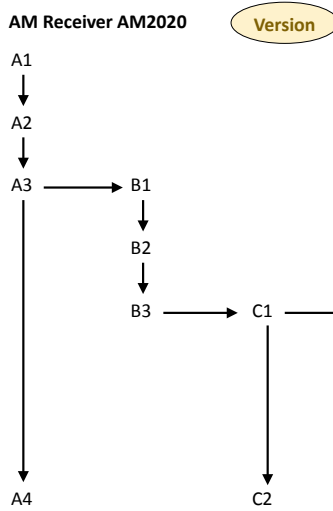 AM Receiver AM2020
Version
A1
A2
A3 B1
B2
B3 C1
A4 C2